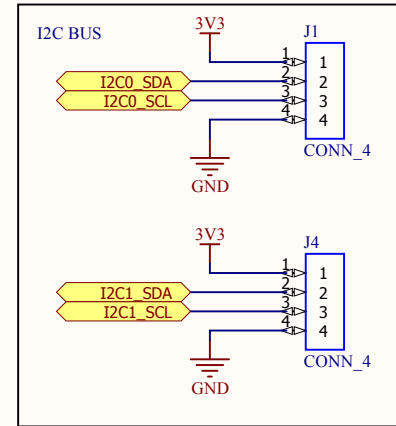 I2C BUS
3V3
J1
1 1
I2C0_SDA 2 2
I2C0_SCL 3 3
4 4
GND
CONN_4
3V3
J4
1 1
I2C1_SDA 2 2
I2C1_SCL 3 3
4 4
GND
CONN_4